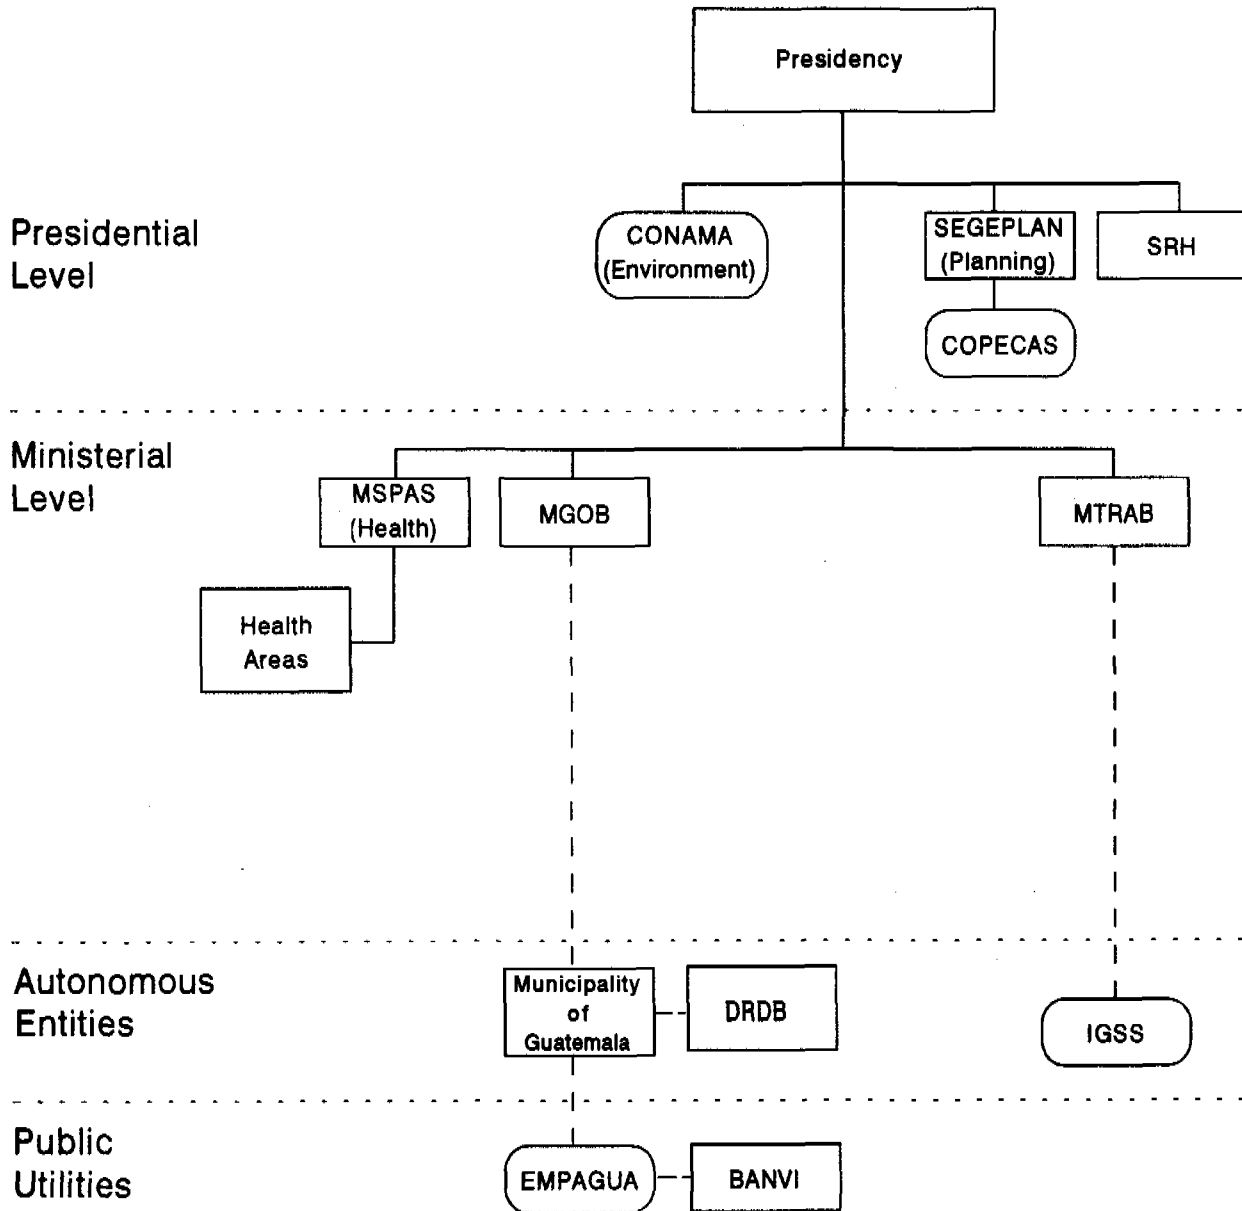 Presidency
Presidential
Level
CONAMA
(Environment)
SEGEPLAN
(Planning)
SRH
COPECAS
Ministerial
Level
MSPAS
(Health)
MGOB
MTRAB
Health
Areas
Autonomous
Entities
Municipality
of
Guatemala
DRDB
IGSS
Public
Utilities
EMPAGUA
BANVI